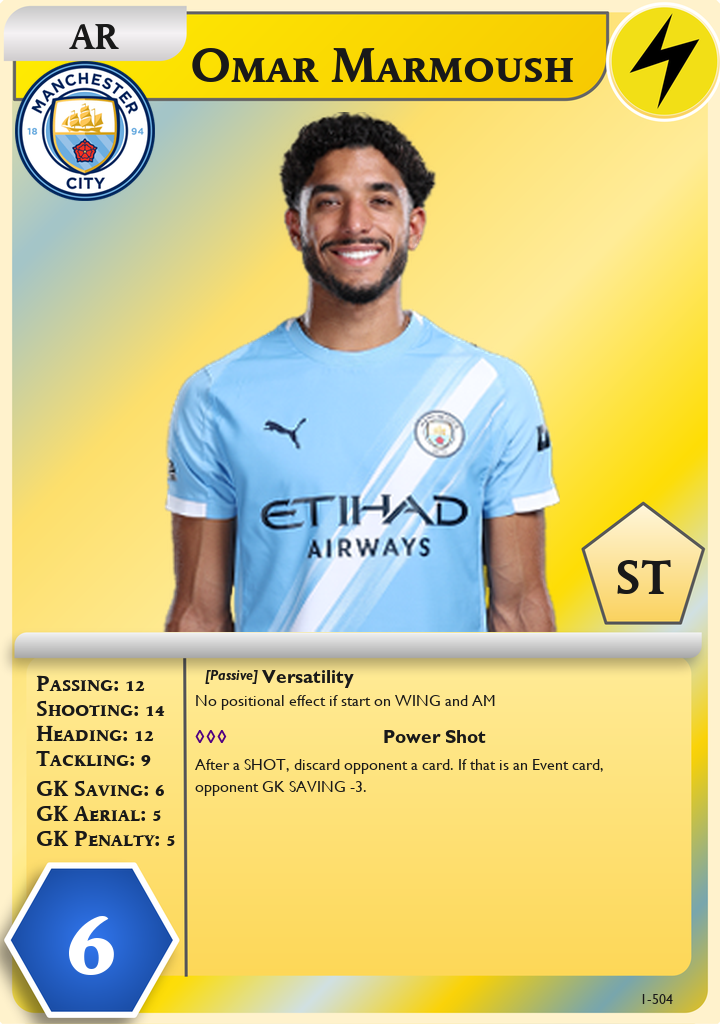 AR
Omar Marmoush
MANCHESTER
18 94
CITY
ETIHAD
AIRWAYS
ST
Passing: 12
Shooting: 14
Heading: 12
Tackling: 9
GK Saving: 6
GK Aerial: 5
GK Penalty: 5
6
[Passive] Versatility
No positional effect if start on WING and AM
◊◊◊ Power Shot
After a SHOT, discard opponent a card. If that is an Event card,
opponent GK SAVING -3.
1-504